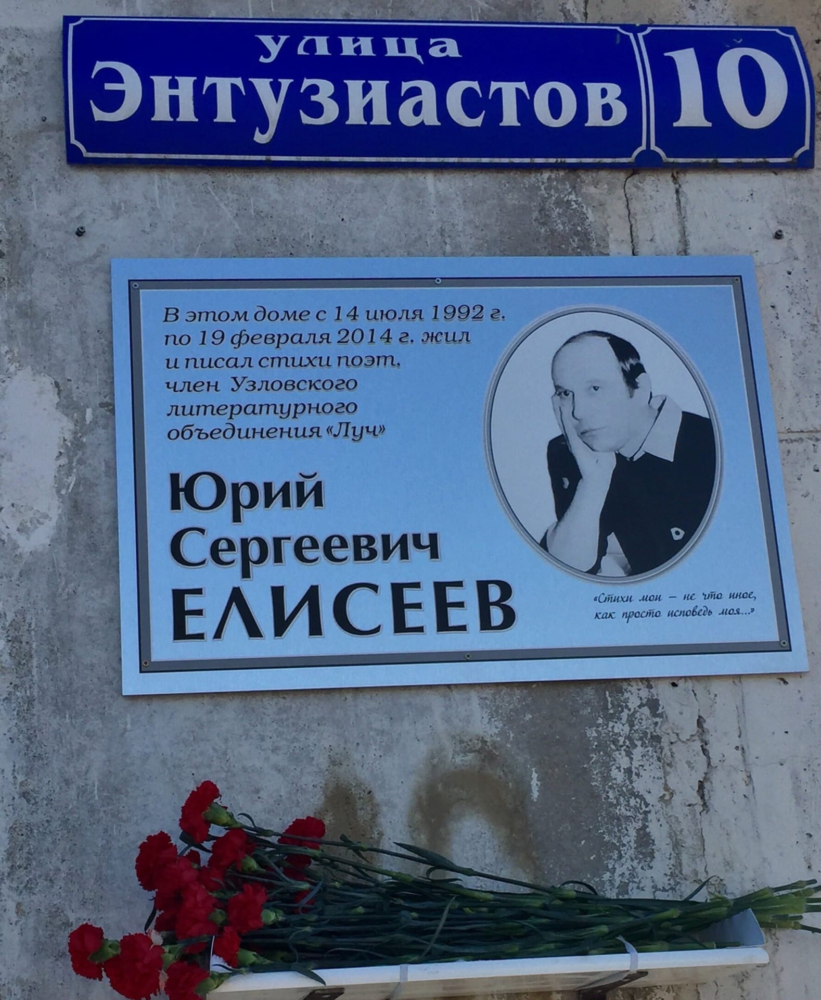 улица
Энтузиастов 10
В этом доме с 14 июля 1992 г.
по 19 февраля 2014 г. жил
и писал стихи поэт,
член Узловского
литературного
объединения «Луч»
Юрий
Сергеевич
ЕЛИСЕЕВ
«Стихи мои – не что иное,
как просто исповедь моя...»